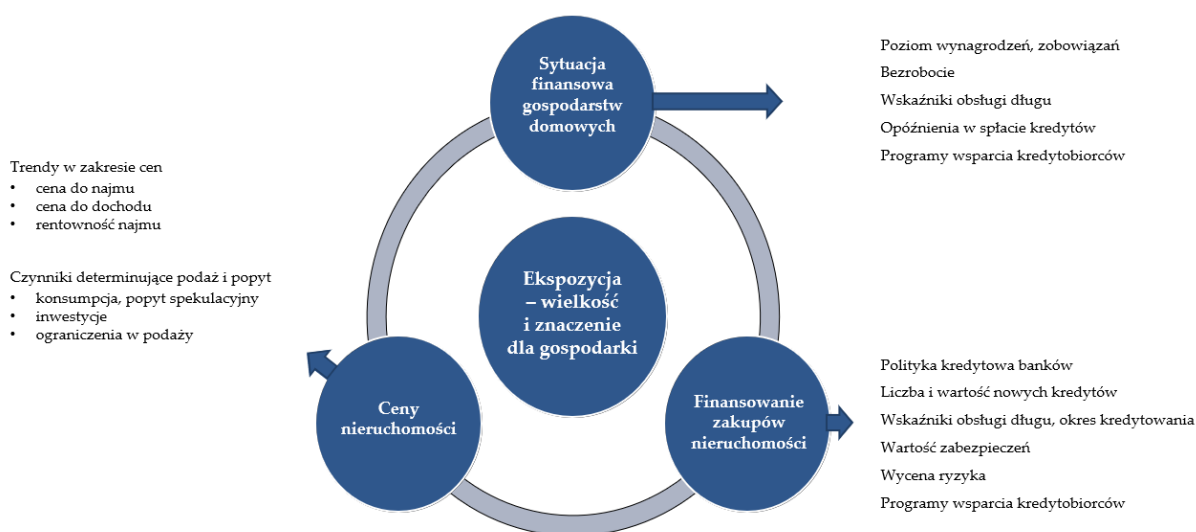 Sytuacja
finansowa
gospodarstw
domowych
Poziom wynagrodzeń, zobowiązań
Bezrobocie
Wskaźniki obsługi długu
Opóźnienia w spłacie kredytów
Programy wsparcia kredytobiorców
Trendy w zakresie cen
• cena do najmu
• cena do dochodu
• rentowność najmu
Czynniki determinujące podaż i popyt
• konsumpcja, popyt spekulacyjny
• inwestycje
• ograniczenia w podaży
Ekspozycja
– wielkość
i znaczenie
dla gospodarki
Ceny
nieruchomości
Finansowanie
zakupów
nieruchomości
Polityka kredytowa banków
Liczba i wartość nowych kredytów
Wskaźniki obsługi długu, okres kredytowania
Wartość zabezpieczeń
Wycena ryzyka
Programy wsparcia kredytobiorców